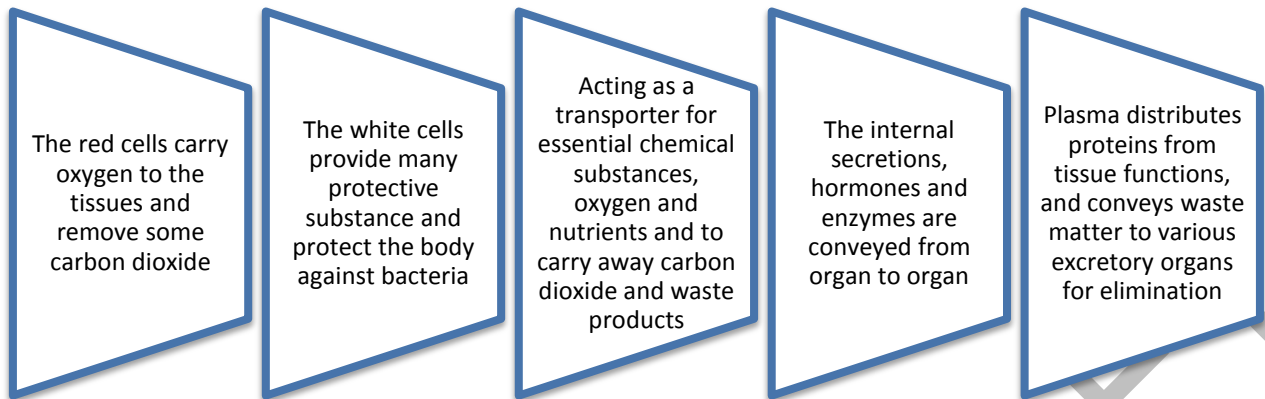 The red cells carry
oxygen to the
tissues and
remove some
carbon dioxide
The white cells
provide many
protective
substance and
protect the body
against bacteria
Acting as a
transporter for
essential chemical
substances,
oxygen and
nutrients and to
carry away carbon
dioxide and waste
products
The internal
secretions,
hormones and
enzymes are
conveyed from
organ to organ
Plasma distributes
proteins from
tissue functions,
and conveys waste
matter to various
excretory organs
for elimination